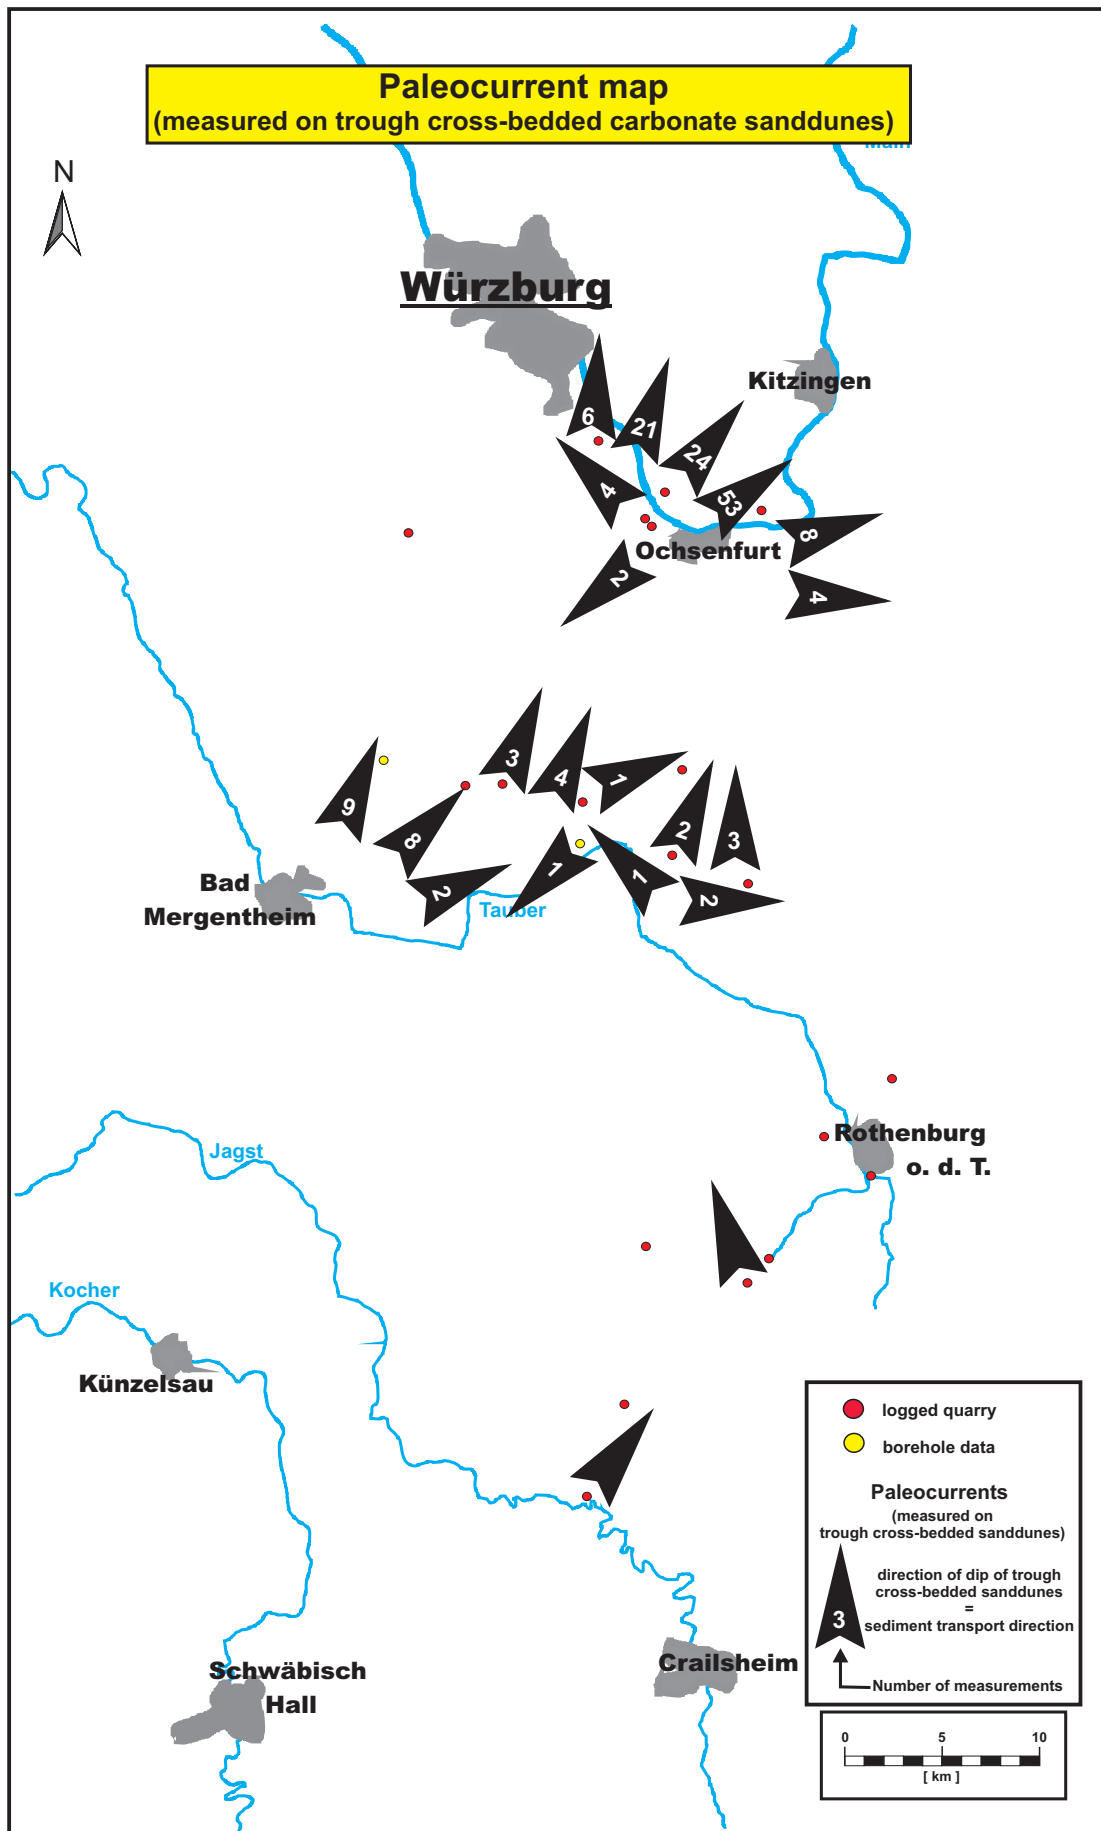 Paleocurrent map
(measured on trough cross-bedded carbonate sanddunes)
Main
N
Würzburg
Kitzingen
6
21
24
4
53
8
Ochsenfurt
2
4
3
4
1
9
8
2
3
1
1
2
2
Bad
Mergentheim
Tauber
Rothenburg
o. d. T.
Jagst
Kocher
Künzelsau
Schwäbisch
Hall
Crailsheim
logged quarry
borehole data
Paleocurrents
(measured on
trough cross-bedded sanddunes)
direction of dip of trough
cross-bedded sanddunes
=
sediment transport direction
3
Number of measurements
0 5 10
[ km ]